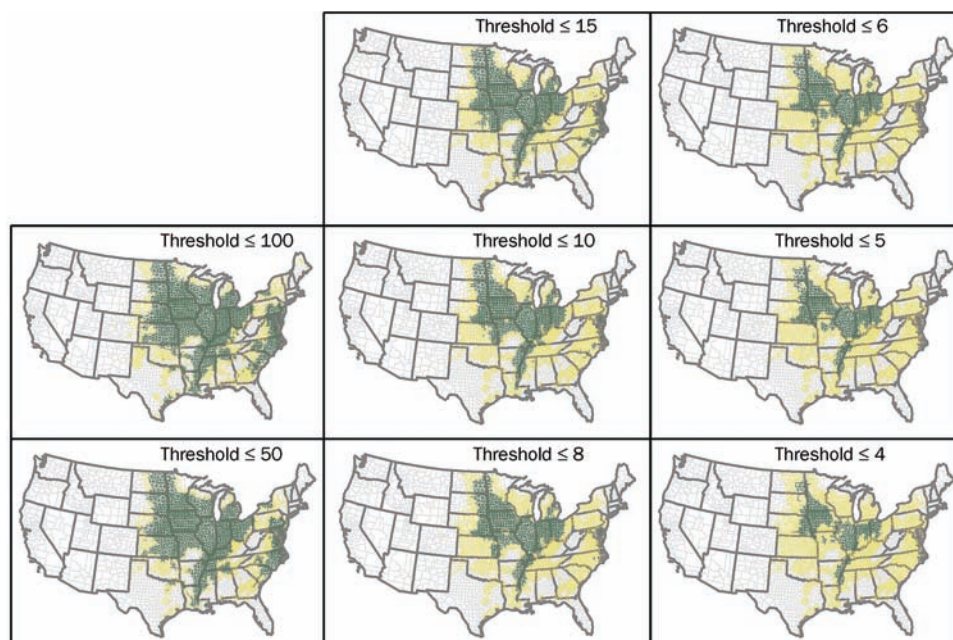 Threshold ≤ 15
Threshold ≤ 6
Threshold ≤ 100
Threshold ≤ 10
Threshold ≤ 5
Threshold ≤ 50
Threshold ≤ 8
Threshold ≤ 4